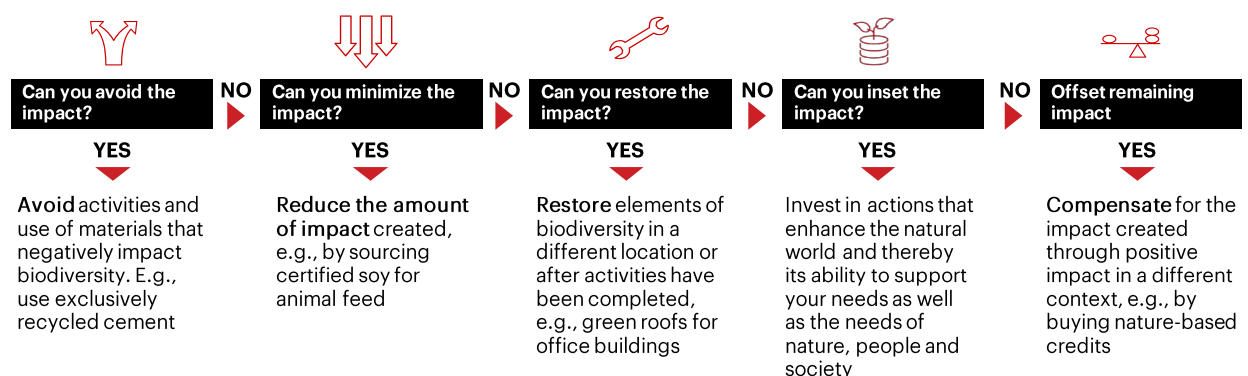 Can you avoid the
impact?
NO
Can you minimize the
impact?
NO
Can you restore the
impact?
NO
Can you inset the
impact?
NO
Offset remaining
impact
YES
YES
YES
YES
YES
Avoid activities and
use of materials that
negatively impact
biodiversity. E.g.,
use exclusively
recycled cement
Reduce the amount
of impact created,
e.g., by sourcing
certified soy for
animal feed
Restore elements of
biodiversity in a
different location or
after activities have
been completed,
e.g., green roofs for
office buildings
Invest in actions that
enhance the natural
world and thereby
its ability to support
your needs as well
as the needs of
nature, people and
society
Compensate for the
impact created
through positive
impact in a different
context, e.g., by
buying nature-based
credits